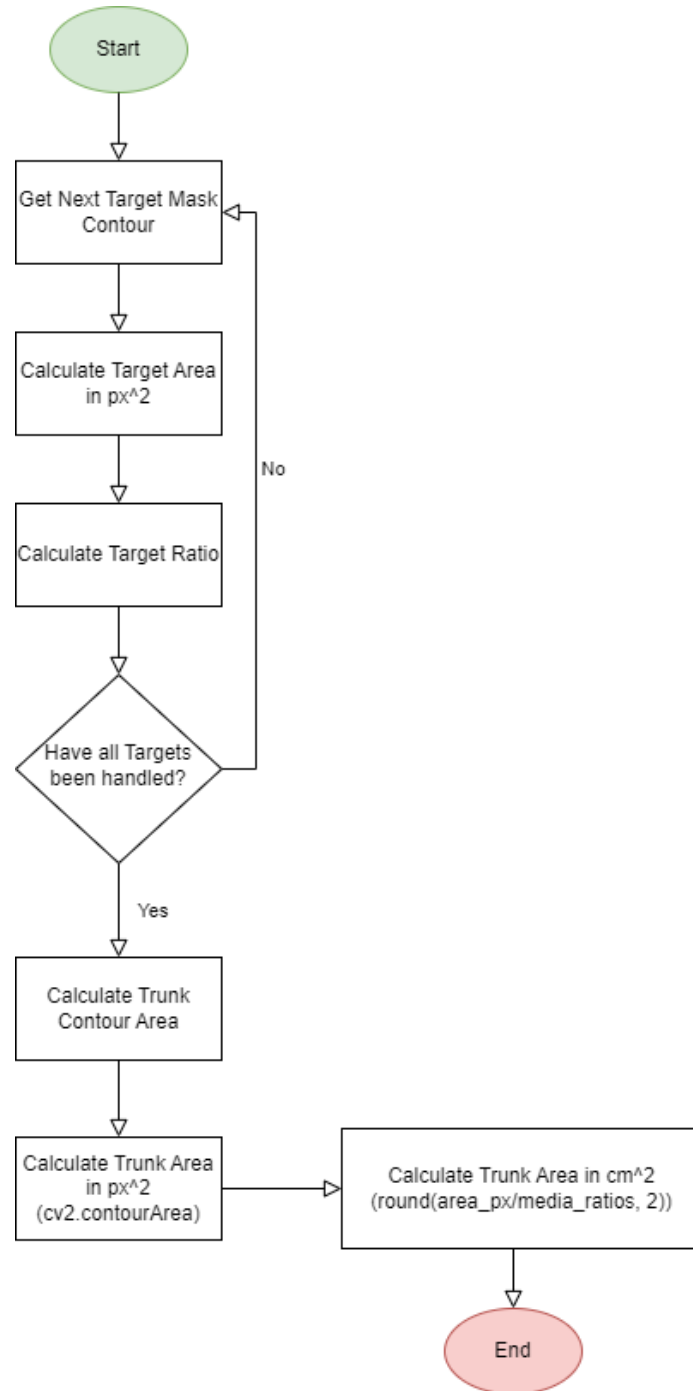 Start
Get Next Target Mask
Contour
Calculate Target Area
in px^2
No
Calculate Target Ratio
Have all Targets
been handled?
Yes
Calculate Trunk
Contour Area
Calculate Trunk Area
in px^2
(cv2.contourArea)
Calculate Trunk Area in cm^2
(round(area_px/media_ratios, 2))
End